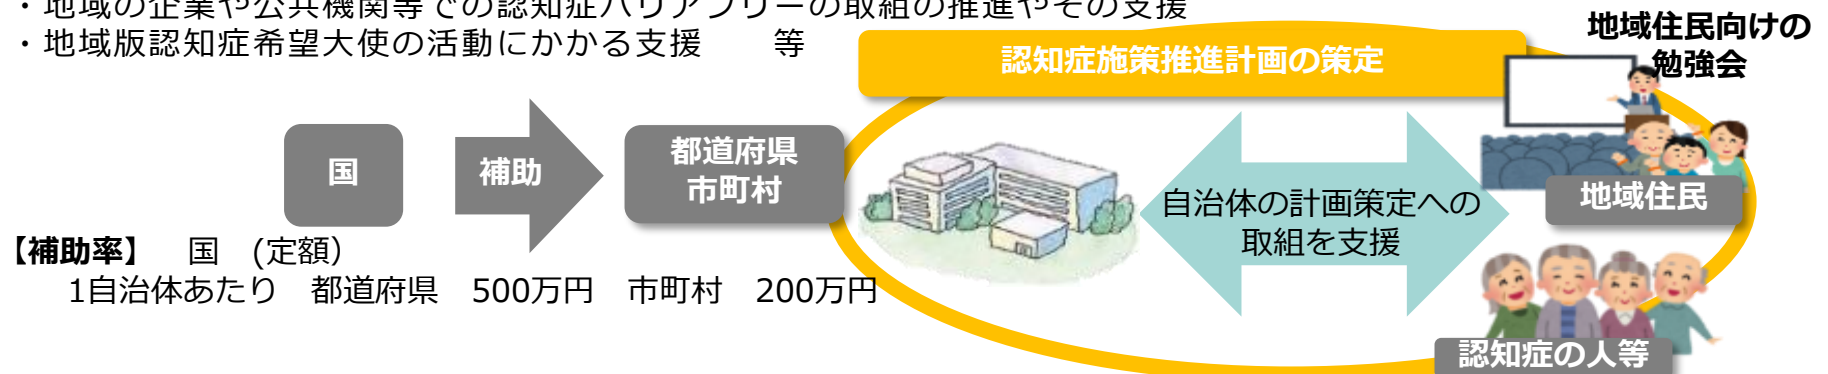 ・地域の企業や公共機関等での認知症バリアフリーの取組の推進やその支援
・地域版認知症希望大使の活動にかかる支援　　等
地域住民向けの
勉強会
認知症施策推進計画の策定
国
補助
都道府県
市町村
自治体の計画策定への
取組を支援
地域住民
【補助率】　国　(定額）
1自治体あたり　都道府県　500万円　市町村　200万円
認知症の人等